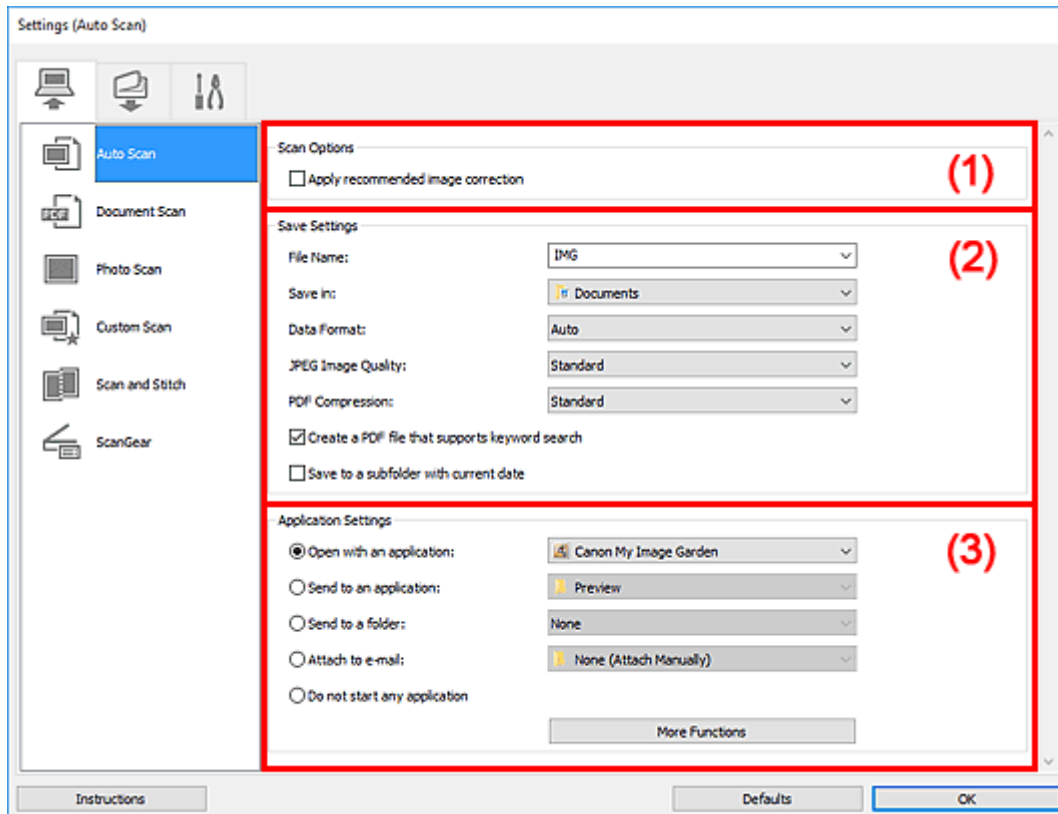 Settings (Auto Scan)
Auto Scan
Document Scan
Photo Scan
Custom Scan
Scan and Stitch
ScanGear
Scan Options
(1)
Apply recommended image correction
Save Settings
(2)
File Name: IMG
Save in: Documents
Data Format: Auto
JPEG Image Quality: Standard
PDF Compression: Standard
Create a PDF file that supports keyword search
Save to a subfolder with current date
Application Settings
(3)
Open with an application: Canon My Image Garden
Send to an application: Preview
Send to a folder: None
Attach to e-mail: None (Attach Manually)
Do not start any application
More Functions
Instructions Defaults OK